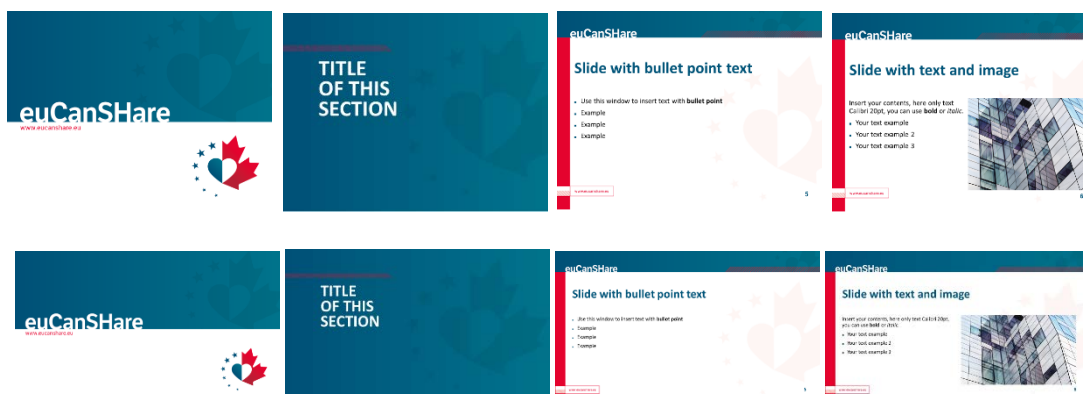 euCanSHare
www.eucanshare.eu
TITLE
OF THIS
SECTION
euCanSHare
Slide with bullet point text
Use this window to insert text with bullet point
Example
Example
Example
5
euCanSHare
Slide with text and image
Insert your contents, here only text
Calibri 20pt, you can use bold or italic.
Your text example
Your text example 2
Your text example 3
6
euCanSHare
www.eucanshare.eu
TITLE
OF THIS
SECTION
euCanSHare
Slide with bullet point text
Use this window to insert text with bullet point
Example
Example
Example
euCanSHare
Slide with text and image
Insert your contents, here only text Calibri 20pt,
you can use bold or italic.
Your text example
Your text example 2
Your text example 3